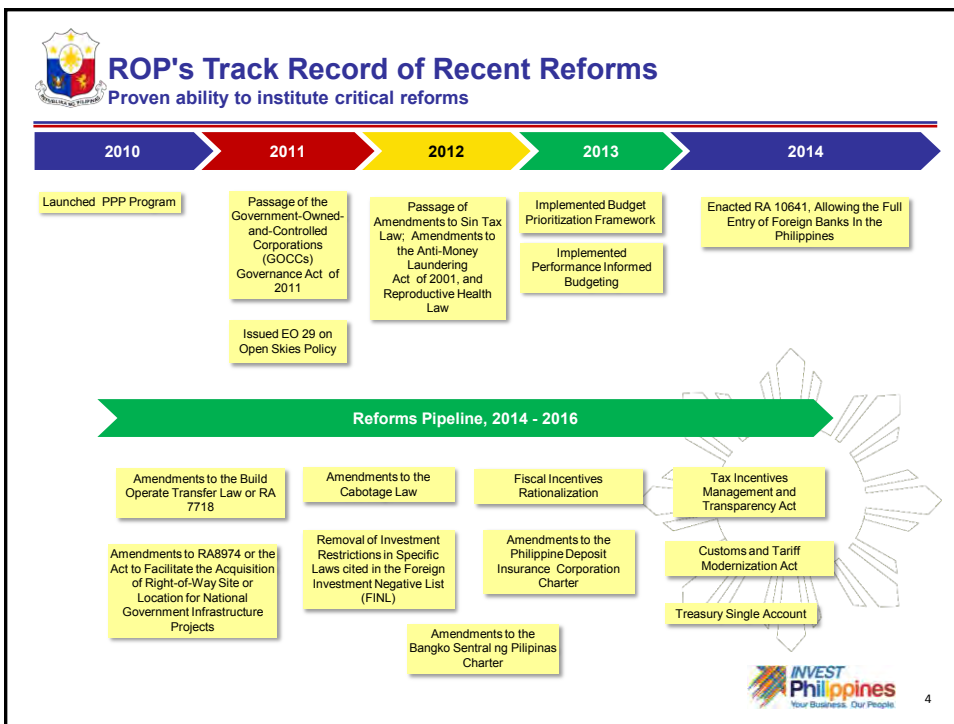 ROP's Track Record of Recent Reforms
Proven ability to institute critical reforms
2010
2011
2012
2013
2014
Launched PPP Program
Passage of the
Government-Owned-
and-Controlled
Corporations
(GOCCs)
Governance Act of
2011
Issued EO 29 on
Open Skies Policy
Passage of
Amendments to Sin Tax
Law; Amendments to
the Anti-Money
Laundering
Act of 2001, and
Reproductive Health
Law
Implemented Budget
Prioritization Framework
Implemented
Performance Informed
Budgeting
Enacted RA 10641, Allowing the Full
Entry of Foreign Banks In the
Philippines
Reforms Pipeline, 2014 - 2016
Amendments to the Build
Operate Transfer Law or RA
7718
Amendments to RA8974 or the
Act to Facilitate the Acquisition
of Right-of-Way Site or
Location for National
Government Infrastructure
Projects
Amendments to the
Cabotage Law
Removal of Investment
Restrictions in Specific
Laws cited in the Foreign
Investment Negative List
(FINL)
Fiscal Incentives
Rationalization
Amendments to the
Philippine Deposit
Insurance Corporation
Charter
Amendments to the
Bangko Sentral ng Pilipinas
Charter
Tax Incentives
Management and
Transparency Act
Customs and Tariff
Modernization Act
Treasury Single Account
INVEST
Philippines
Your Business. Our People.
4